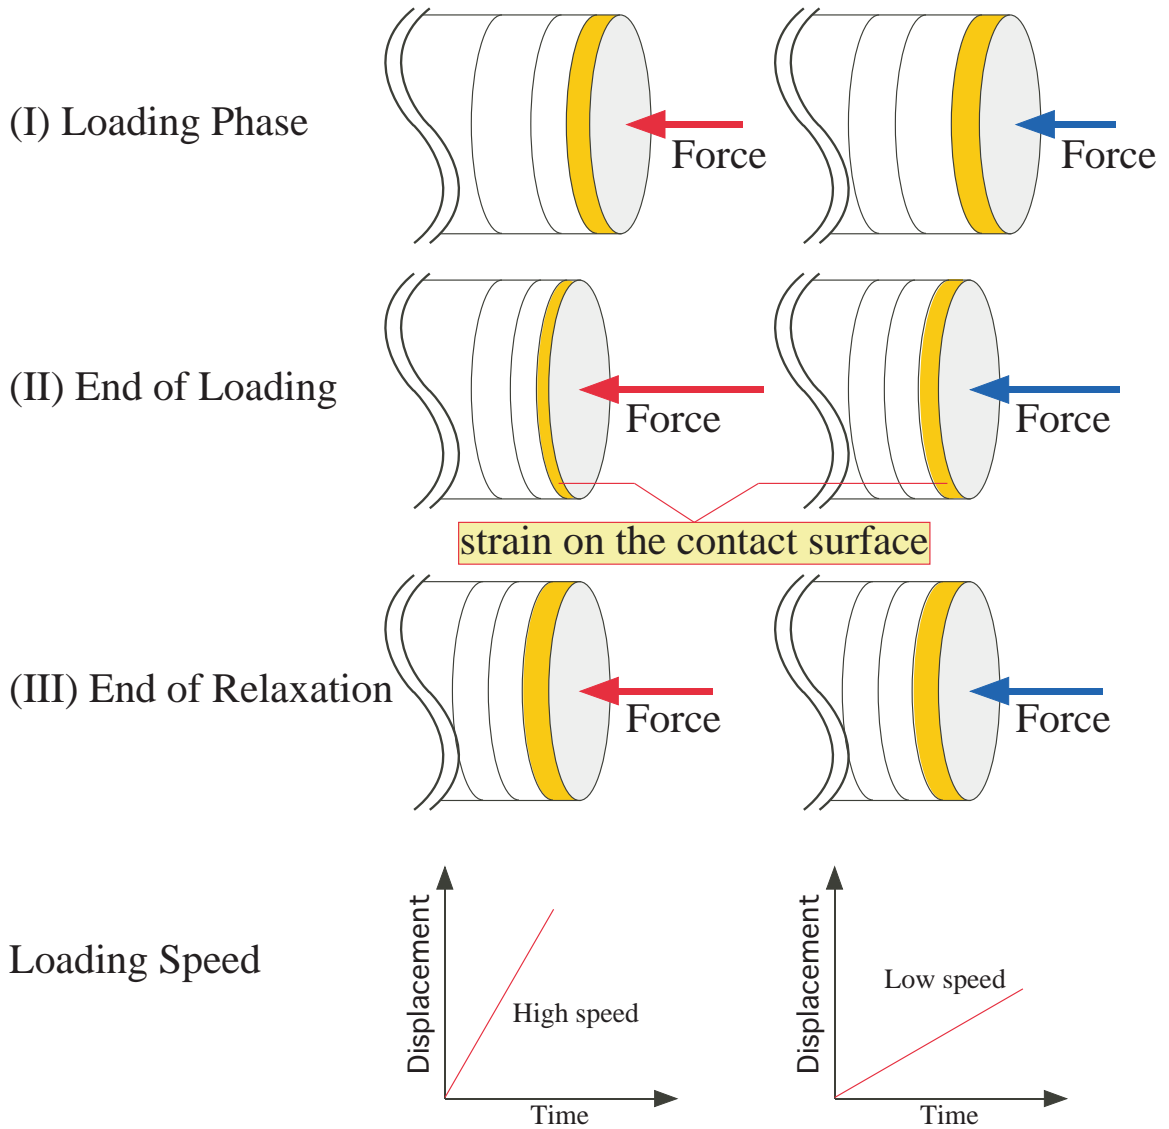 (I) Loading Phase
Force
Force
(II) End of Loading
Force
Force
strain on the contact surface
(III) End of Relaxation
Force
Force
Loading Speed
Displacement
High speed
Time
Displacement
Low speed
Time